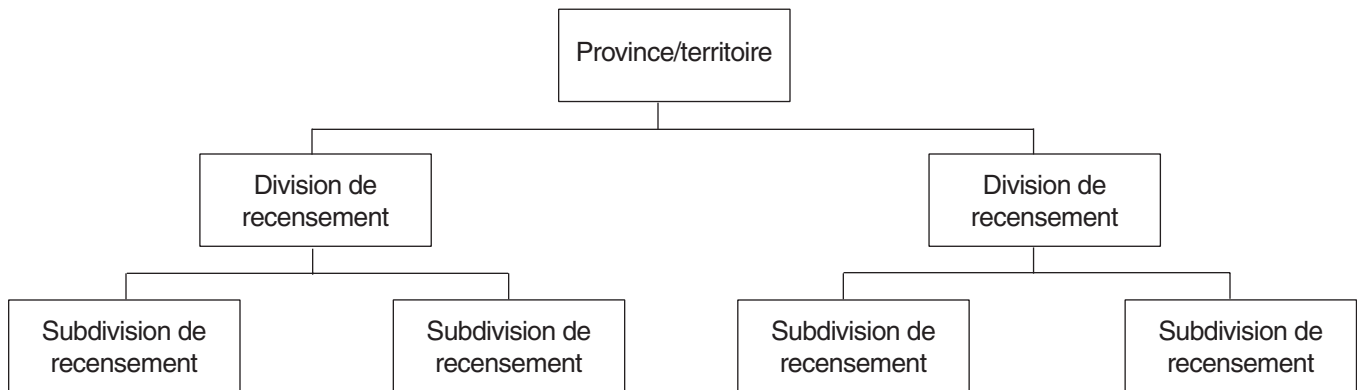 Province/territoire
Division de
recensement
Division de
recensement
Subdivision de
recensement
Subdivision de
recensement
Subdivision de
recensement
Subdivision de
recensement